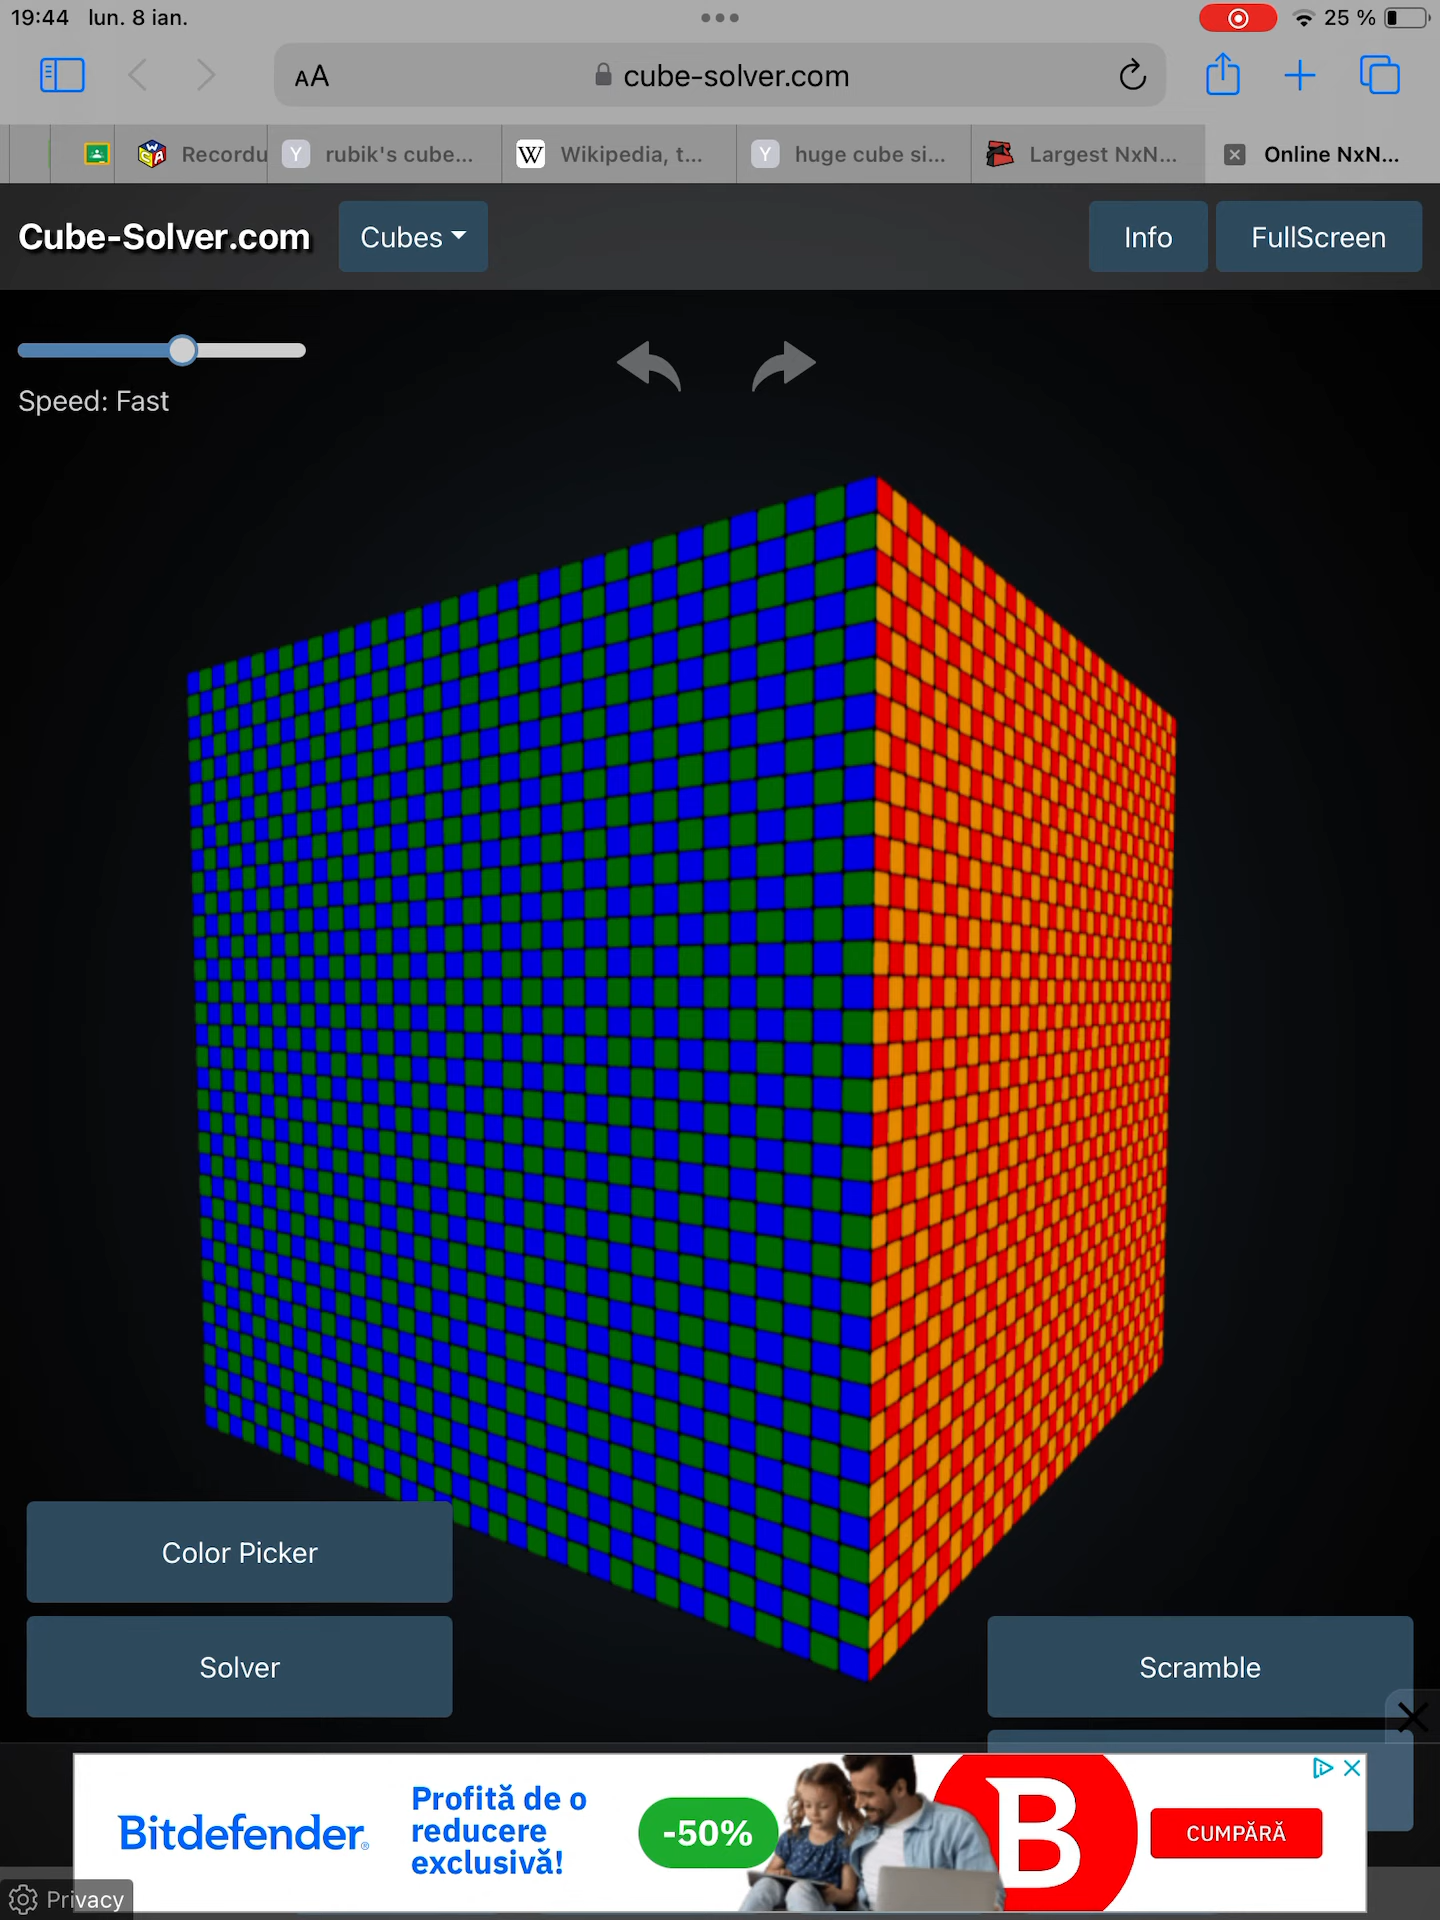 19:44 lun. 8 ian.
25 %
AA
cube-solver.com
Recordu
Y rubik's cube...
W Wikipedia, t...
Y huge cube si...
Largest NxN...
Online NxN...
Cube-Solver.com
Cubes
Info
FullScreen
Speed: Fast
Color Picker
Solver
Scramble
Bitdefender
Profită de o
reducere
exclusivă!
-50%
B
CUMPĂRĂ
Privacy